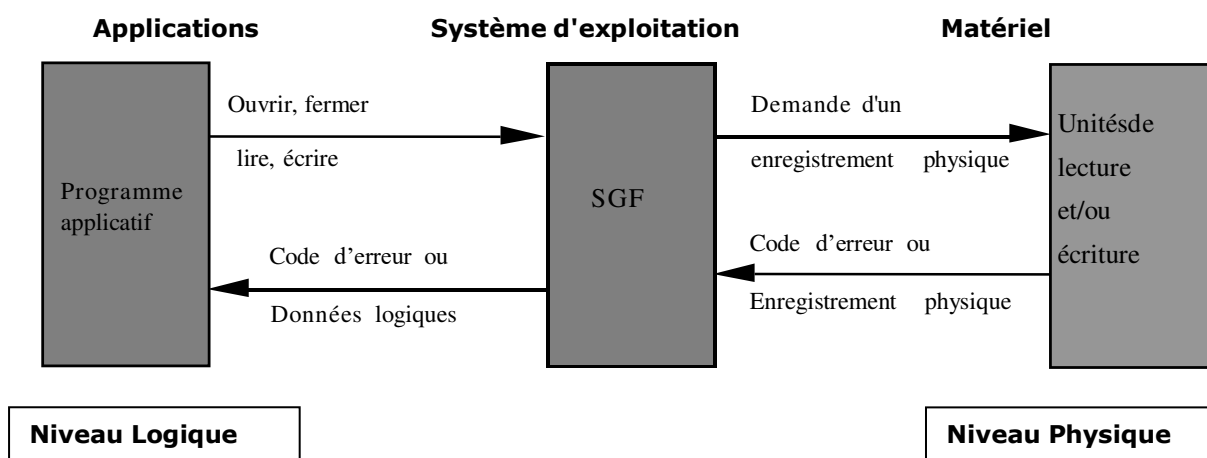 Applications
Système d'exploitation
Matériel
Programme
applicatif
Ouvrir, fermer
lire, écrire
Code d’erreur ou
Données logiques
SGF
Demande d'un
enregistrement physique
Code d’erreur ou
Enregistrement physique
Unitésde
lecture
et/ou
écriture
Niveau Logique
Niveau Physique